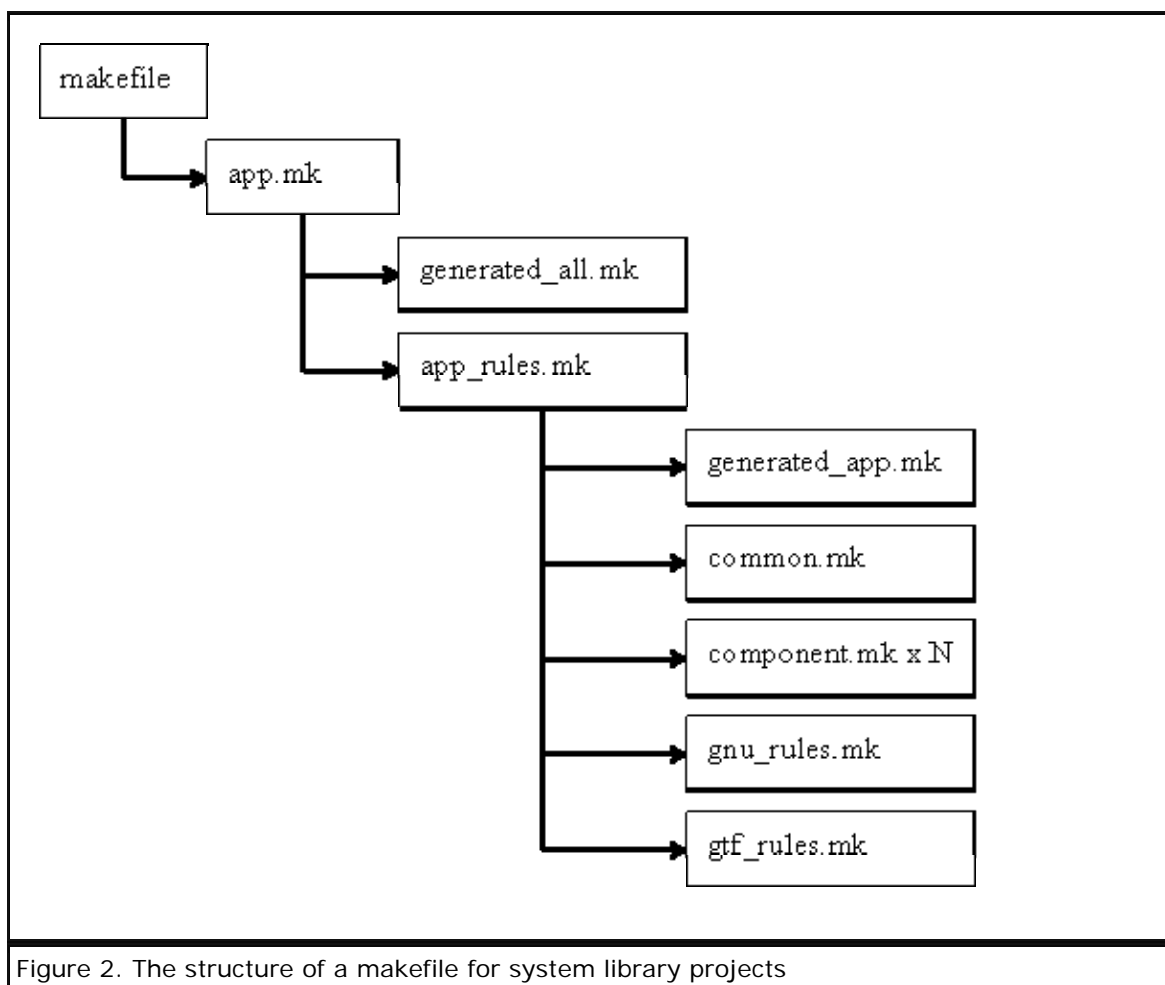 makefile
app.mk
generated_all.mk
app_rules.mk
generated_app.mk
common.mk
component.mk x N
gnu_rules.mk
gtf_rules.mk
Figure 2. The structure of a makefile for system library projects